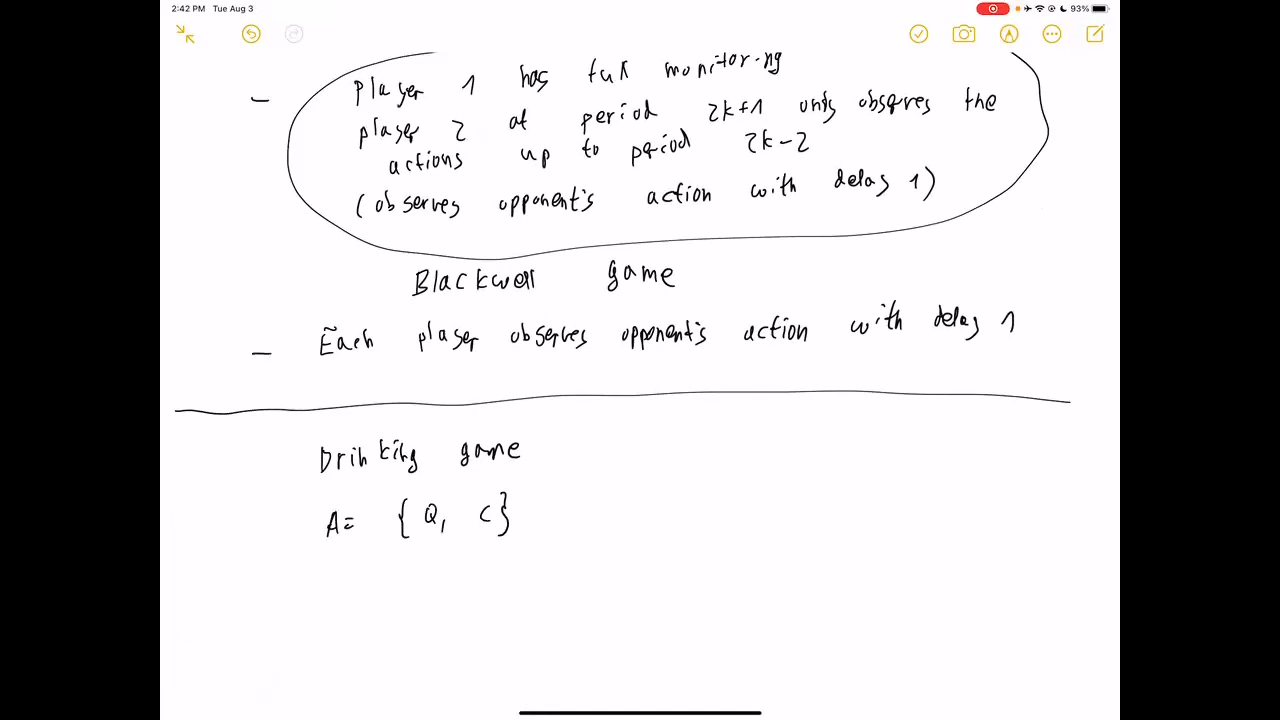 2:42 PM Tue Aug 3 93%
– player 1 has full monitoring
player 2 at period 2k+1 only observes the
actions up to period 2k-2
(observes opponent's action with delay 1)
Blackwell game
– Each player observes opponent's action with delay 1
Drinking game
A= {Q, C}